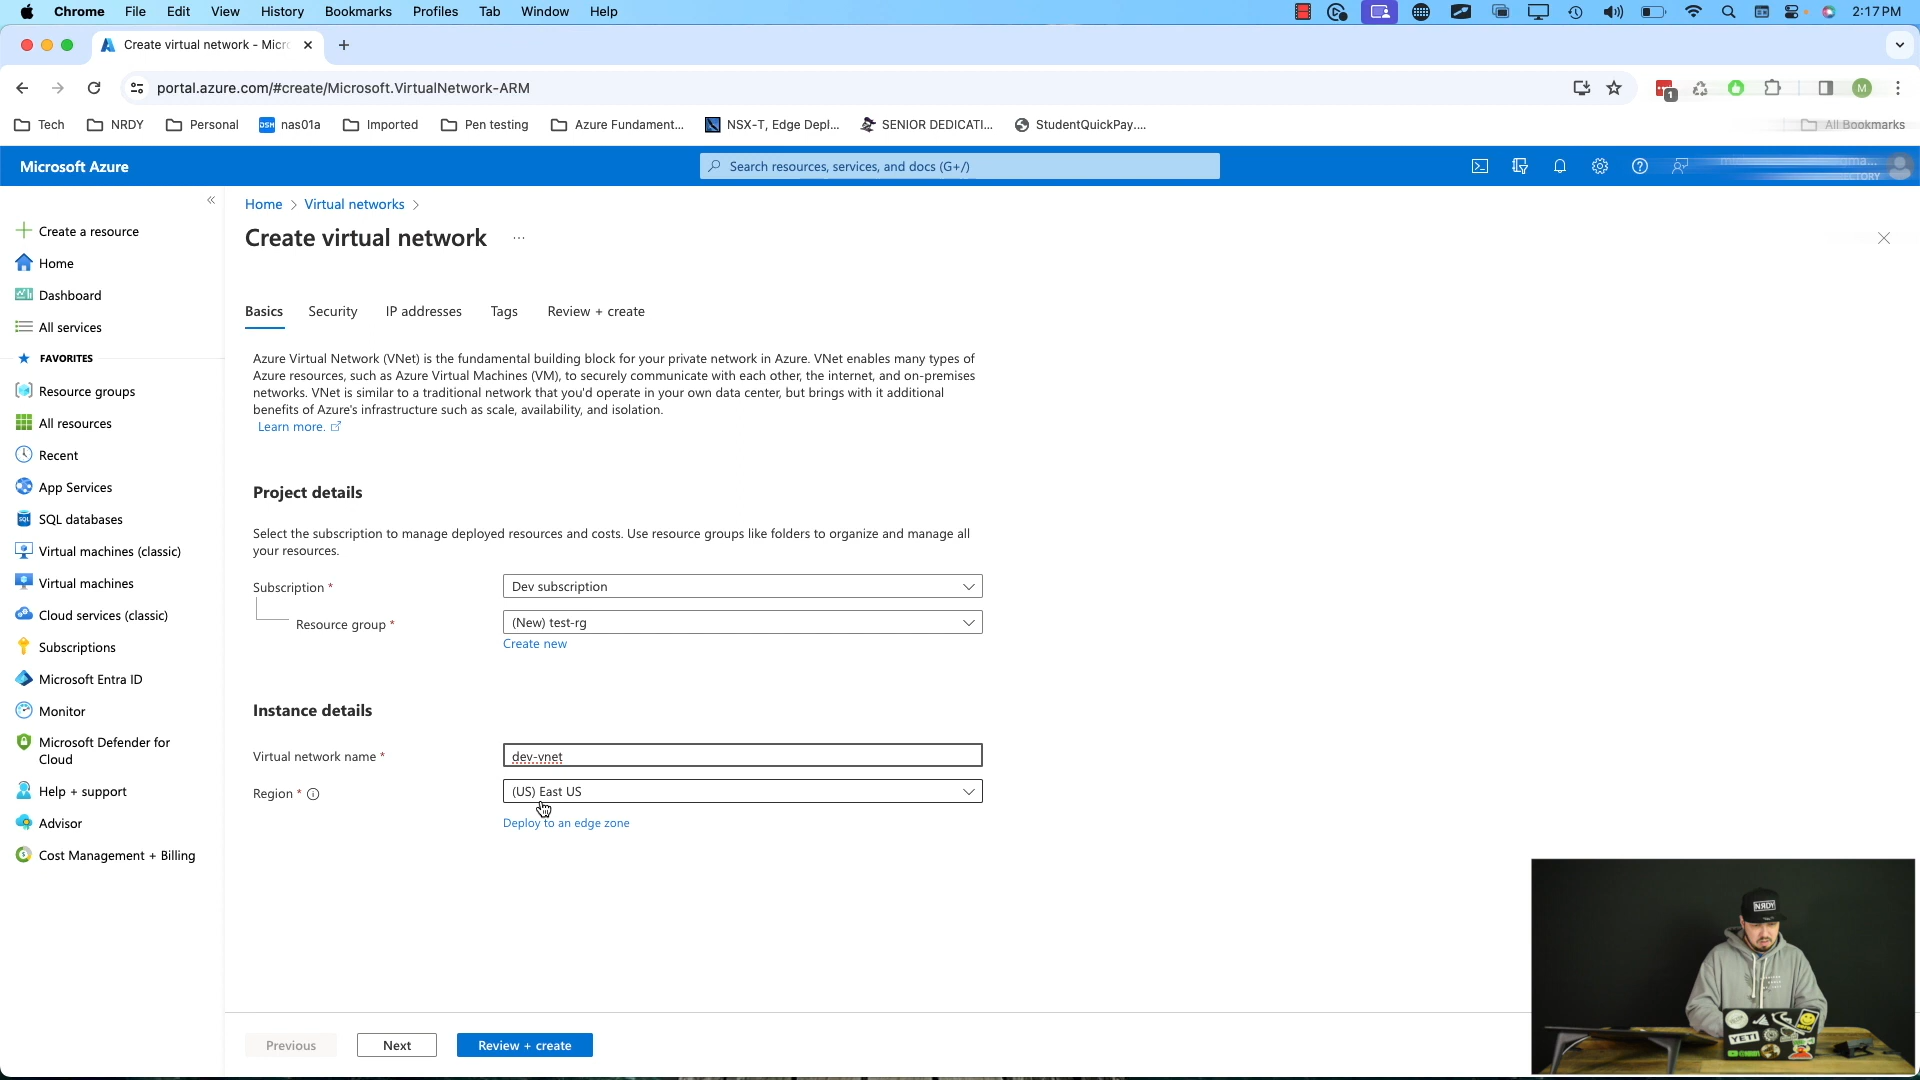 Chrome File Edit View History Bookmarks Profiles Tab Window Help 2:17 PM
Create virtual network - Micr
portal.azure.com/#create/Microsoft.VirtualNetwork-ARM
1
M
Tech NRDY Personal DSM nas01a Imported Pen testing Azure Fundament... NSX-T, Edge Depl... SENIOR DEDICATI... StudentQuickPay.... All Bookmarks
Microsoft Azure
Search resources, services, and docs (G+/)
Create a resource
Home
Dashboard
All services
FAVORITES
Resource groups
All resources
Recent
App Services
SQL databases
Virtual machines (classic)
Virtual machines
Cloud services (classic)
Subscriptions
Microsoft Entra ID
Monitor
Microsoft Defender for
Cloud
Help + support
Advisor
Cost Management + Billing
Home > Virtual networks >
Create virtual network ...
Basics Security IP addresses Tags Review + create
Azure Virtual Network (VNet) is the fundamental building block for your private network in Azure. VNet enables many types of
Azure resources, such as Azure Virtual Machines (VM), to securely communicate with each other, the internet, and on-premises
networks. VNet is similar to a traditional network that you'd operate in your own data center, but brings with it additional
benefits of Azure's infrastructure such as scale, availability, and isolation.
Learn more.
Project details
Select the subscription to manage deployed resources and costs. Use resource groups like folders to organize and manage all
your resources.
Subscription * Dev subscription
Resource group * (New) test-rg
Create new
Instance details
Virtual network name * dev-vnet
Region * (US) East US
Deploy to an edge zone
Previous Next Review + create
NRDY
YETI